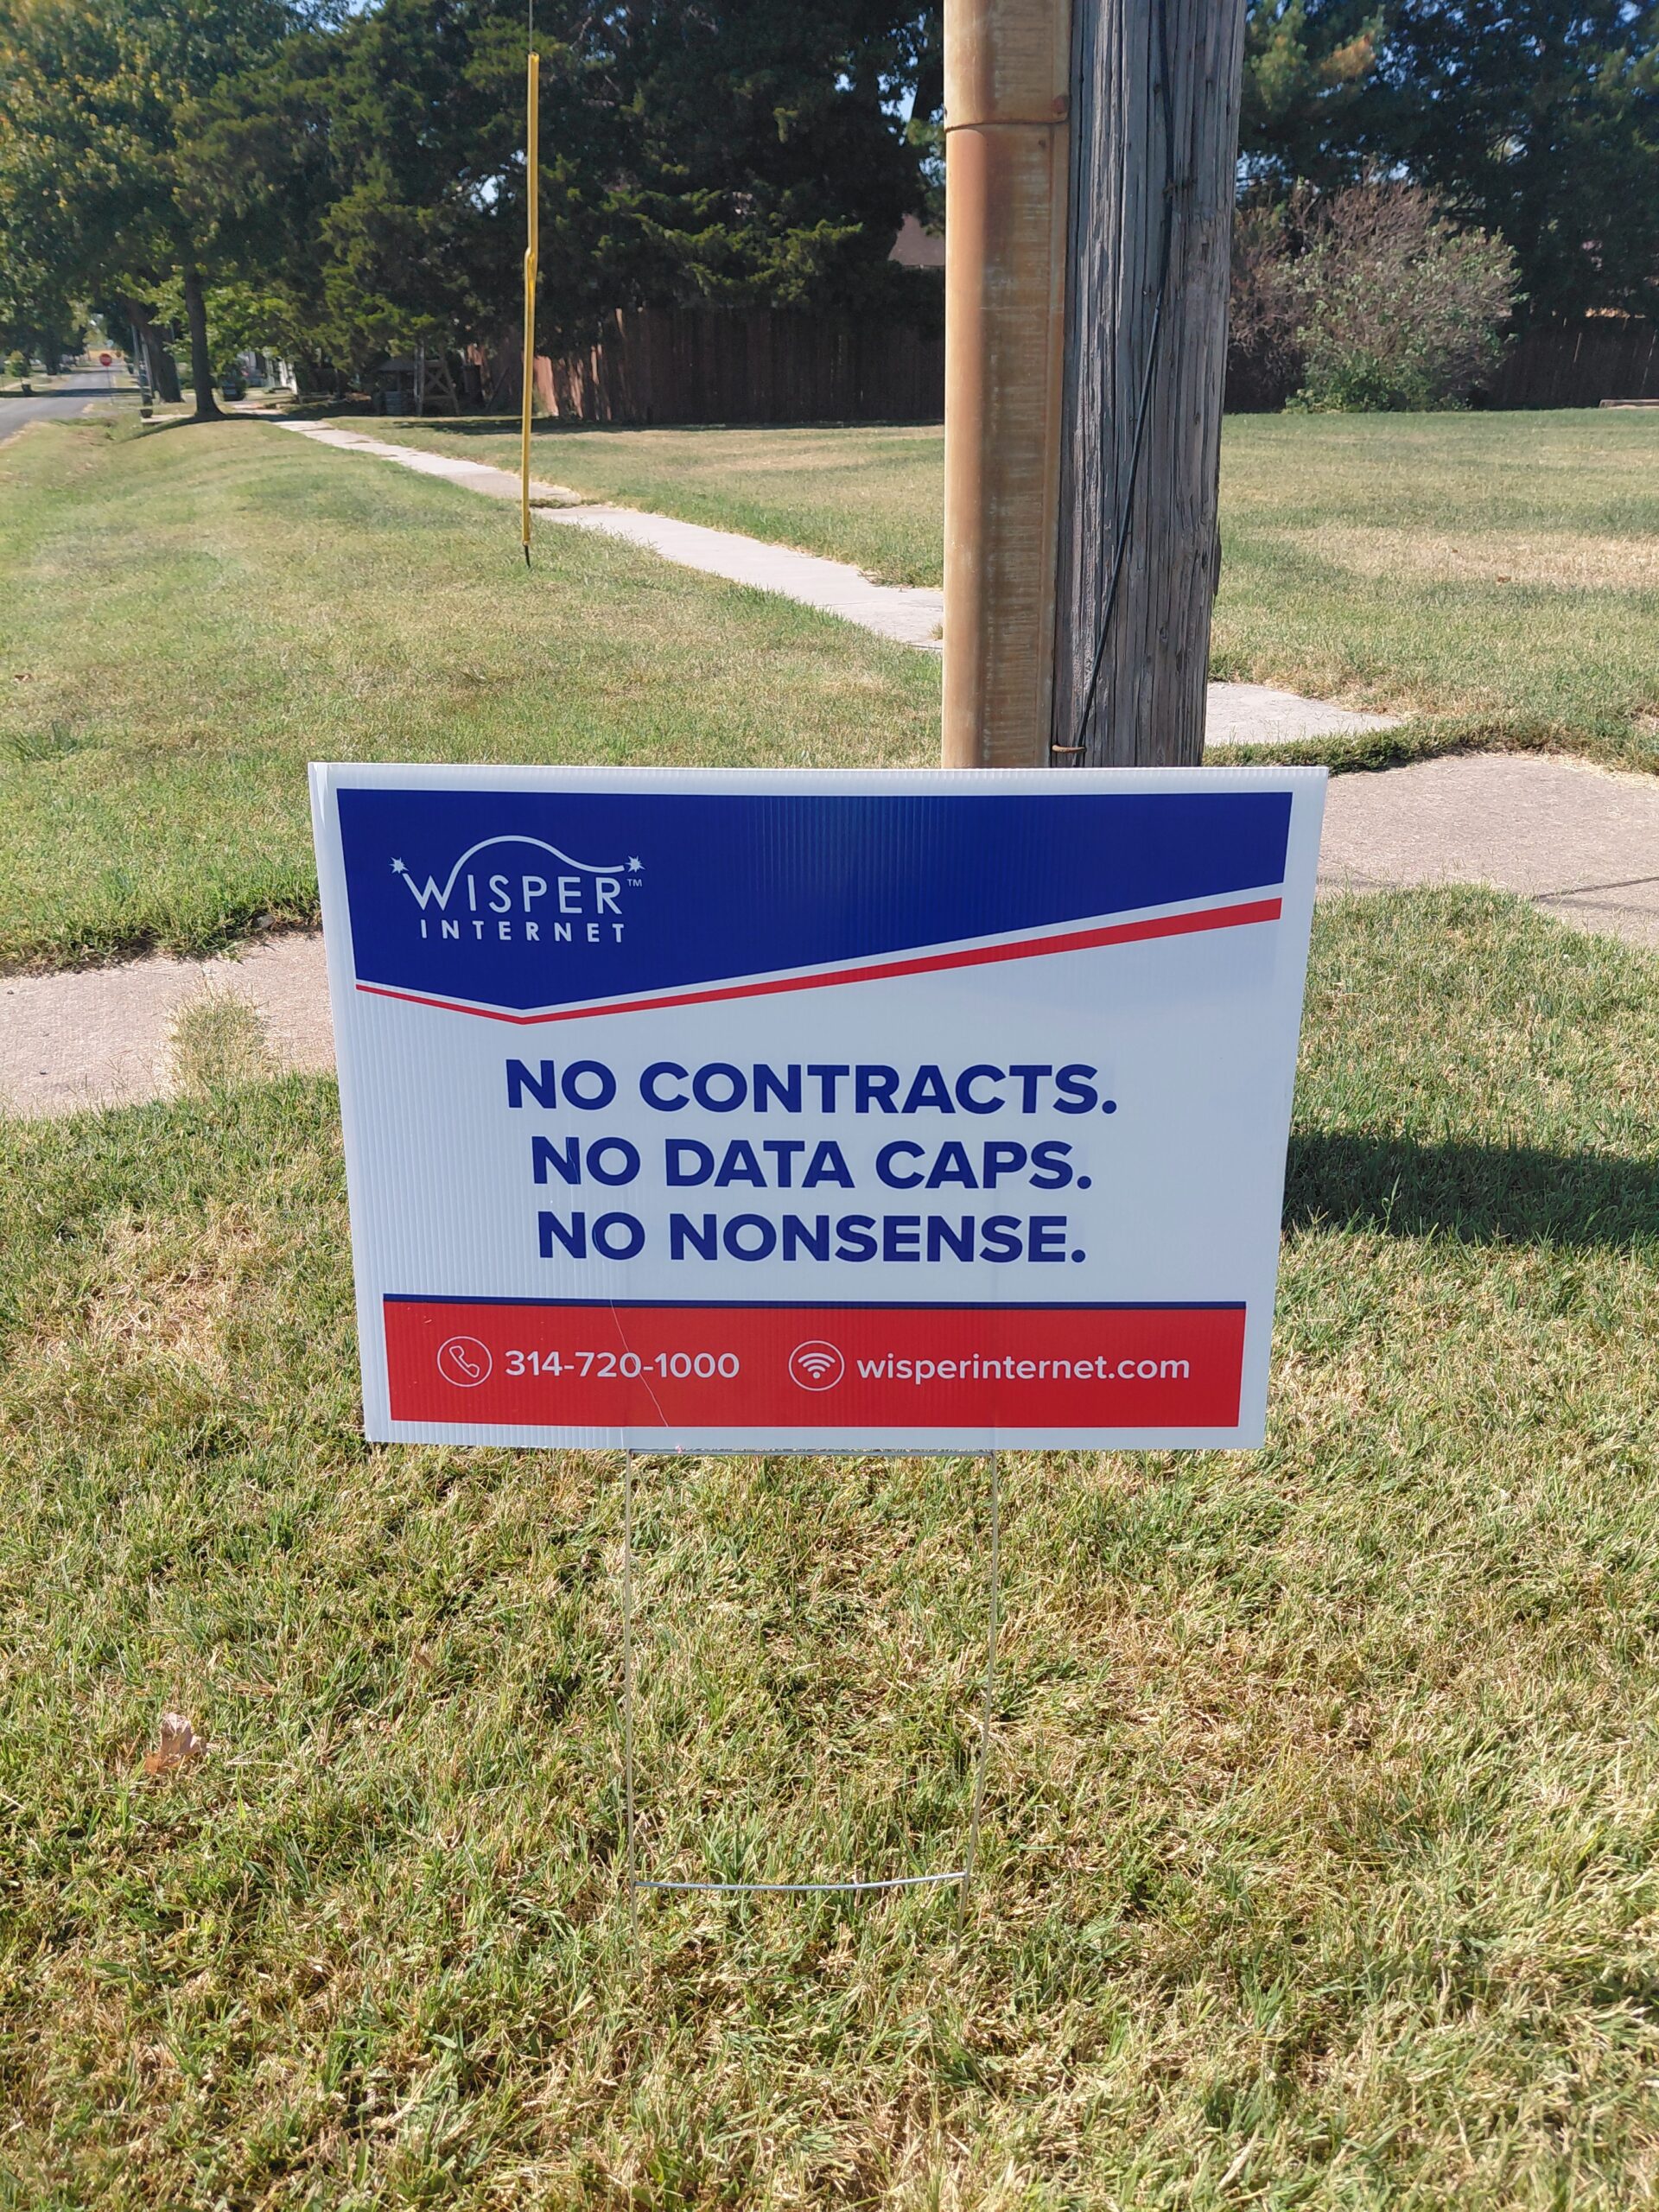 WISPER™
INTERNET
NO CONTRACTS.
NO DATA CAPS.
NO NONSENSE.
314-720-1000 wisperinternet.com